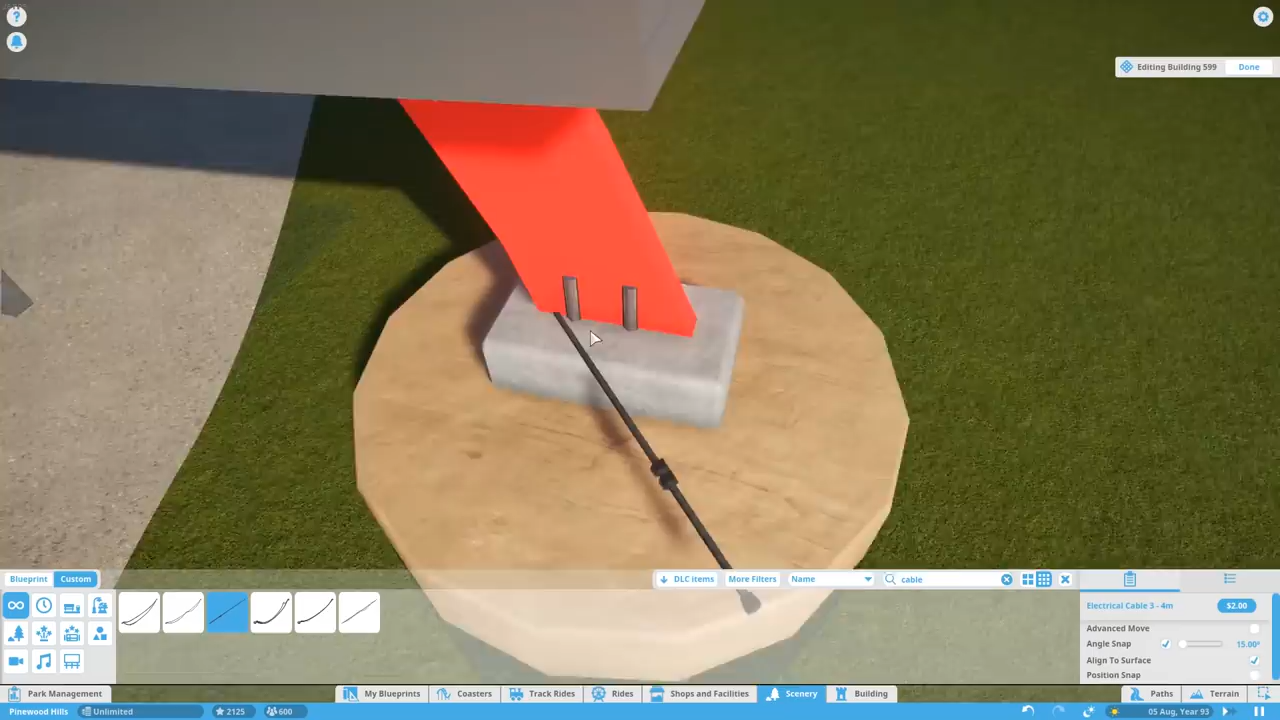 ?
Editing Building 599 Done
Blueprint Custom
DLC items More Filters Name cable
Electrical Cable 3 - 4m $2.00
Advanced Move
Angle Snap 15.00°
Align To Surface
Position Snap
Park Management My Blueprints Coasters Track Rides Rides Shops and Facilities Scenery Building Paths Terrain
Pinewood Hills Unlimited 2125 600 05 Aug, Year 93